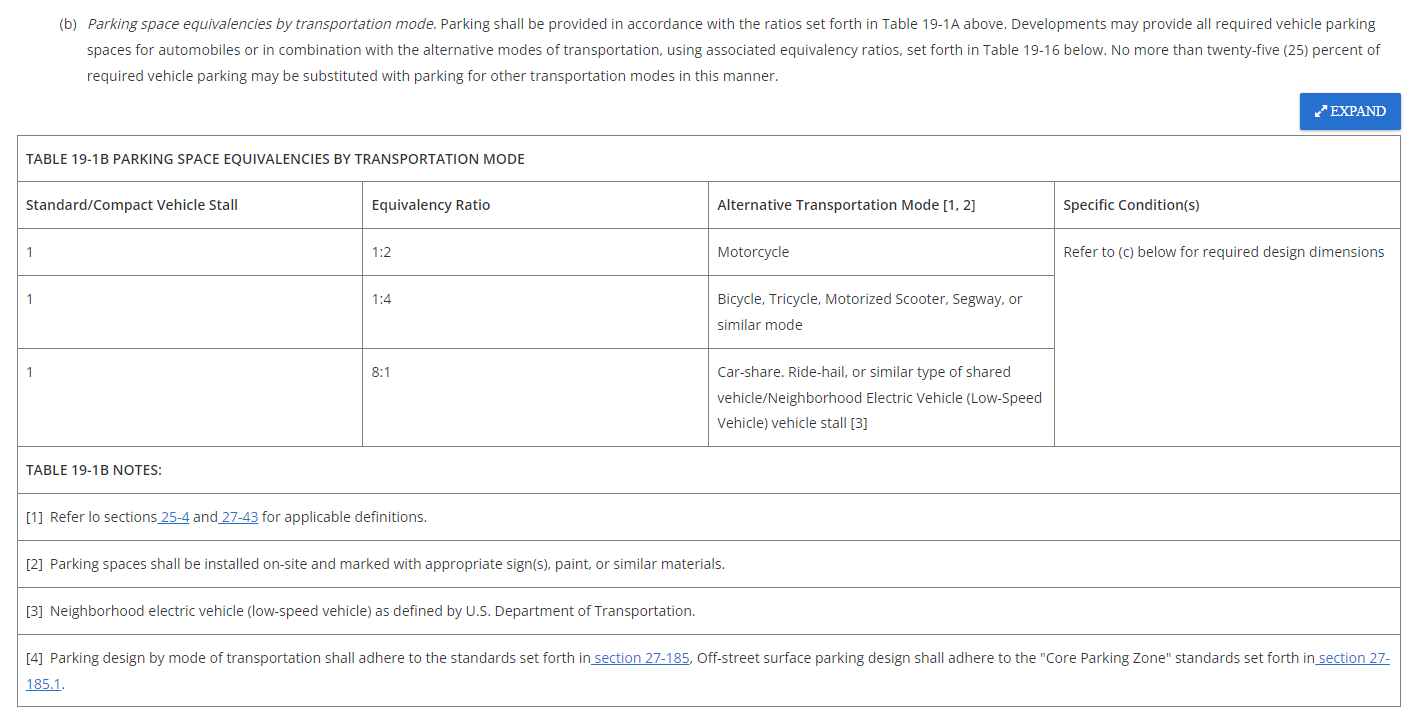 (b) Parking space equivalencies by transportation mode. Parking shall be provided in accordance with the ratios set forth in Table 19-1A above. Developments may provide all required vehicle parking
spaces for automobiles or in combination with the alternative modes of transportation, using associated equivalency ratios, set forth in Table 19-16 below. No more than twenty-five (25) percent of
required vehicle parking may be substituted with parking for other transportation modes in this manner.
EXPAND
TABLE 19-1B PARKING SPACE EQUIVALENCIES BY TRANSPORTATION MODE
Standard/Compact Vehicle Stall
Equivalency Ratio
Alternative Transportation Mode [1, 2]
Specific Condition(s)
1
1:2
Motorcycle
Refer to (c) below for required design dimensions
1
1:4
Bicycle, Tricycle, Motorized Scooter, Segway, or
similar mode
1
8:1
Car-share. Ride-hail, or similar type of shared
vehicle/Neighborhood Electric Vehicle (Low-Speed
Vehicle) vehicle stall [3]
TABLE 19-1B NOTES:
[1] Refer lo sections 25-4 and 27-43 for applicable definitions.
[2] Parking spaces shall be installed on-site and marked with appropriate sign(s), paint, or similar materials.
[3] Neighborhood electric vehicle (low-speed vehicle) as defined by U.S. Department of Transportation.
[4] Parking design by mode of transportation shall adhere to the standards set forth in section 27-185, Off-street surface parking design shall adhere to the "Core Parking Zone" standards set forth in section 27-
185.1.